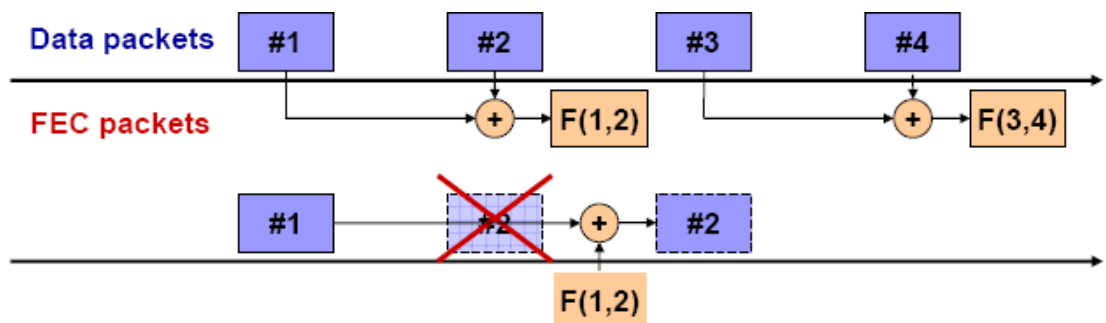 Data packets #1 #2 #3 #4
FEC packets + F(1,2) + F(3,4)
#1 #2 + #2
F(1,2)